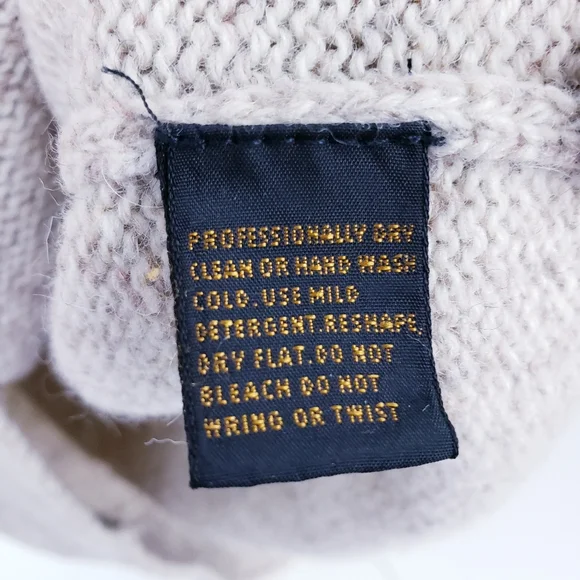 PROFESSIONALLY DRY
CLEAN OR HAND WASH
COLD. USE MILD
DETERGENT.RESHAPE.
DRY FLAT.DO NOT
BLEACH DO NOT
WRING OR TWIST